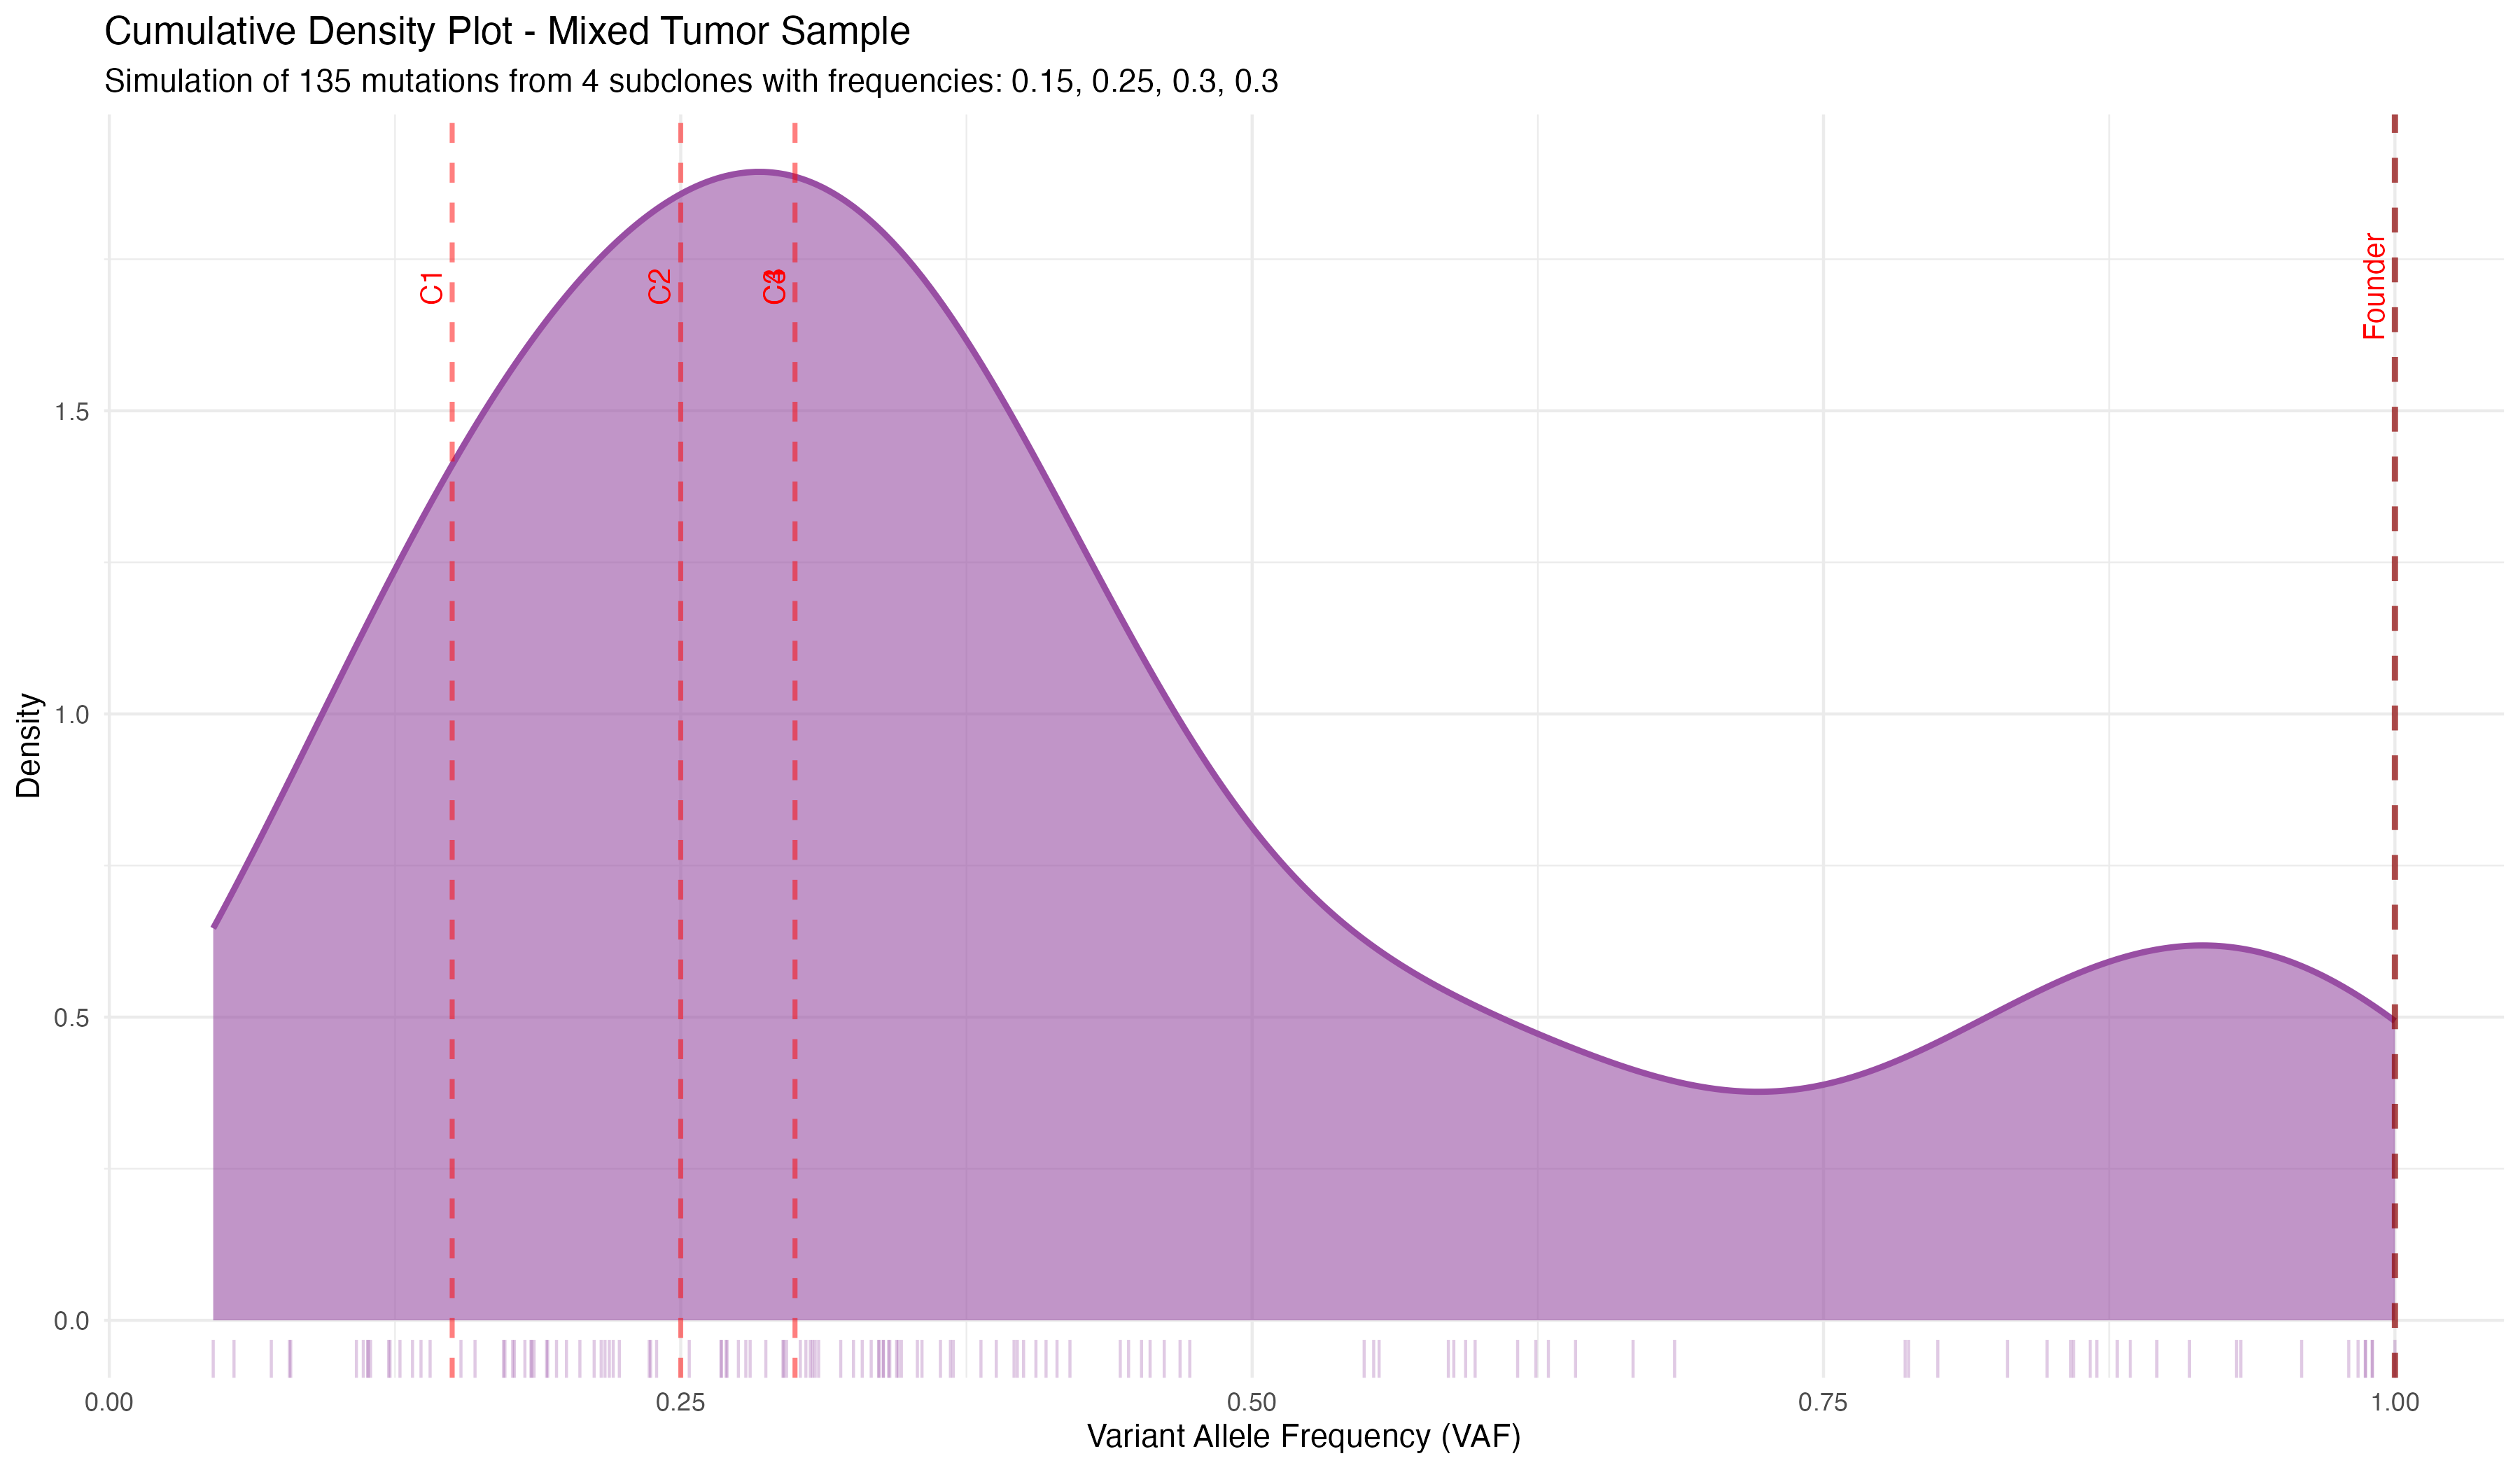 Cumulative Density Plot - Mixed Tumor Sample
Simulation of 135 mutations from 4 subclones with frequencies: 0.15, 0.25, 0.3, 0.3
Founder
C1
C2
1.5
1.0
0.5
0.0
Density
0.00
0.25
0.50
0.75
1.00
Variant Allele Frequency (VAF)